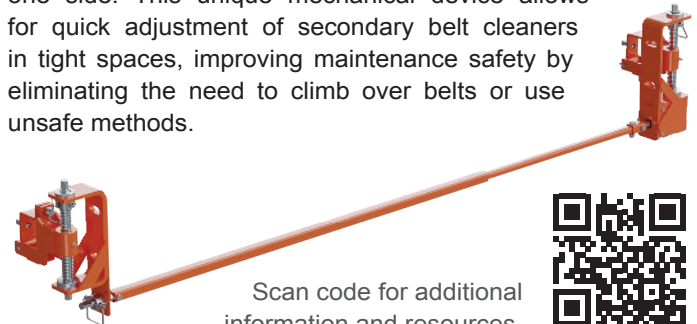 one side. This unique mechanical device allows
for quick adjustment of secondary belt cleaners
in tight spaces, improving maintenance safety by
eliminating the need to climb over belts or use
unsafe methods.
Scan code for additional
information and resources